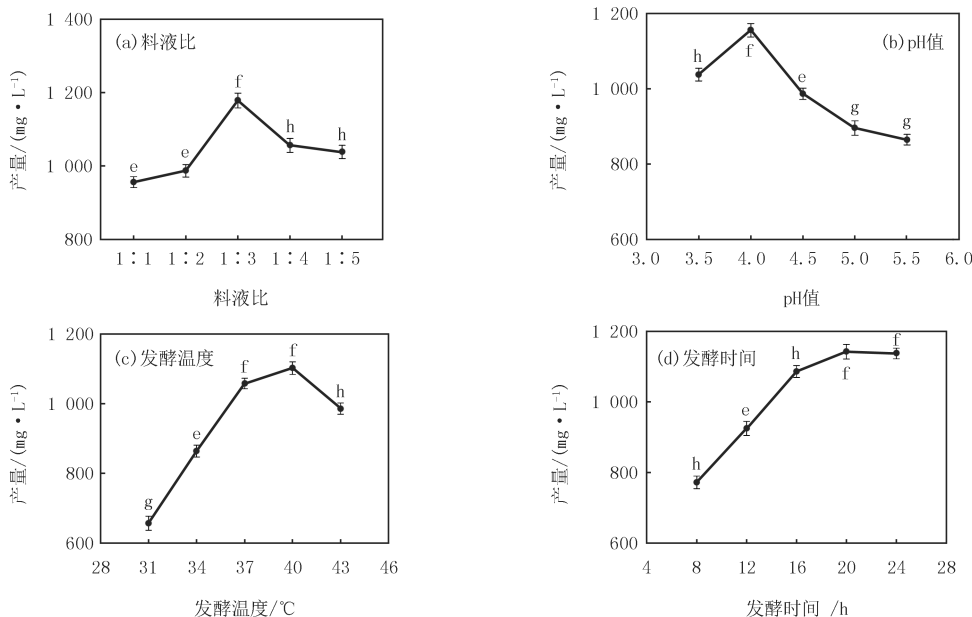 (a)料液比
产量/(mg·L⁻¹)
1 400
1 200
1 000
800
e
e
f
h
h
1∶1 1∶2 1∶3 1∶4 1∶5
料液比
(b)pH值
产量/(mg·L⁻¹)
1 200
1 000
800
600
h
f
e
g
g
3.0 3.5 4.0 4.5 5.0 5.5 6.0
pH值
(c)发酵温度
产量/(mg·L⁻¹)
1 200
1 000
800
600
g
e
f
f
h
28 31 34 37 40 43 46
发酵温度/℃
(d)发酵时间
产量/(mg·L⁻¹)
1 200
1 000
800
600
h
e
h
f
f
4 8 12 16 20 24 28
发酵时间 /h